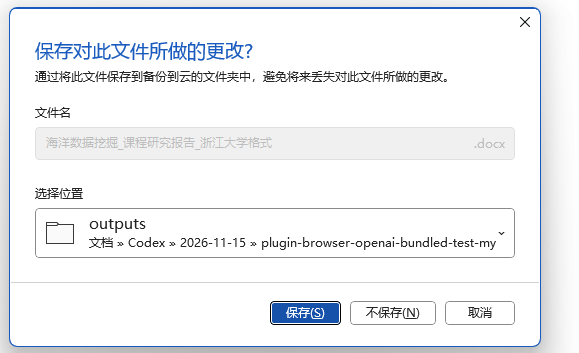 保存对此文件所做的更改?
通过将此文件保存到备份到云的文件夹中，避免将来丢失对此文件所做的更改。
文件名
海洋数据挖掘_课程研究报告_浙江大学格式 .docx
选择位置
outputs
文档 » Codex » 2026-11-15 » plugin-browser-openai-bundled-test-my
保存(S) 不保存(N) 取消